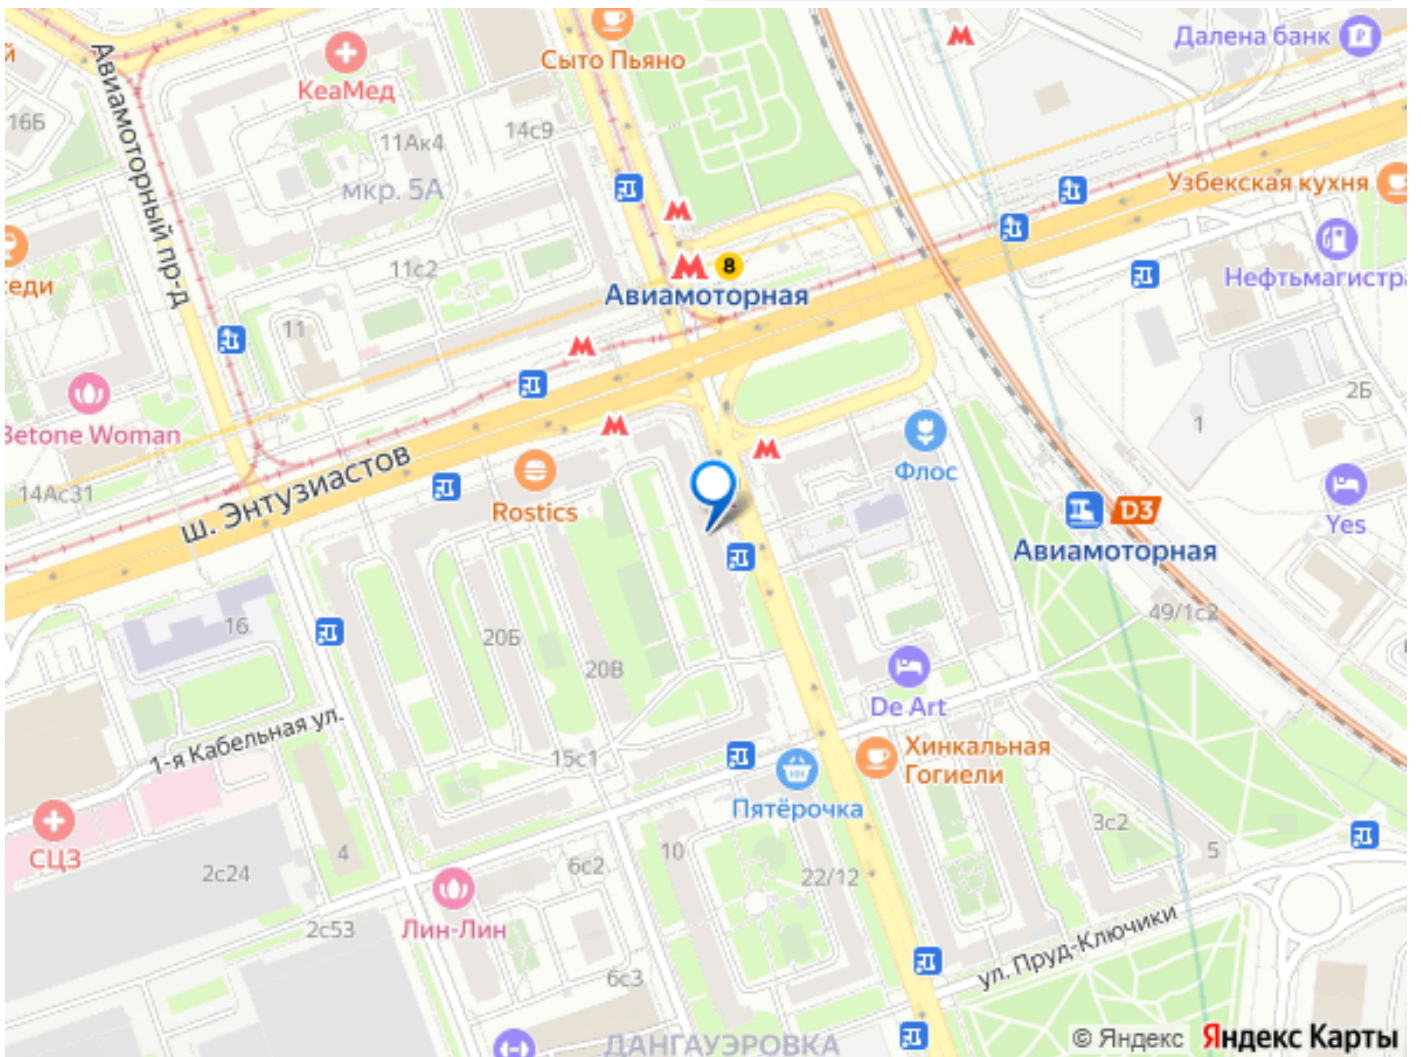 Далена банк
₽
Сыто Пьяно
КеаМед
Авиамоторный пр-д
16Б
14с9
11Ак4
мкр. 5А
Узбекская кухня
11с2
8
Авиамоторная
Нефтьмагистра
еди
11
2Б
Betone Woman
1
Флос
ш. Энтузиастов
14Ас31
Rostics
D3
Yes
Авиамоторная
49/1с2
16
20Б
20В
De Art
1-я Кабельная ул.
15с1
Хинкальная
Гогиели
Пятёрочка
СЦЗ
3с2
5
4
10
6с2
22/12
2с24
2с53
Лин-Лин
ул. Пруд-Ключики
6с3
ДАНГАУЭРОВКА
© Яндекс Яндекс Карты